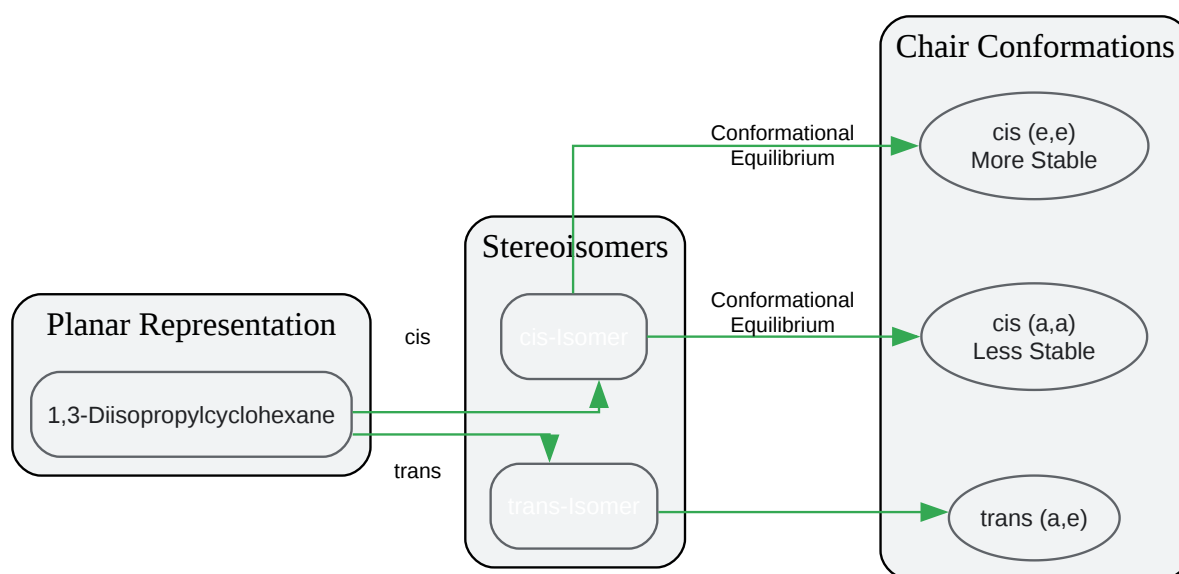 Planar Representation
1,3-Diisopropylcyclohexane
cis
trans
Stereoisomers
cis-Isomer
trans-Isomer
Conformational
Equilibrium
Conformational
Equilibrium
Chair Conformations
cis (e,e)
More Stable
cis (a,a)
Less Stable
trans (a,e)